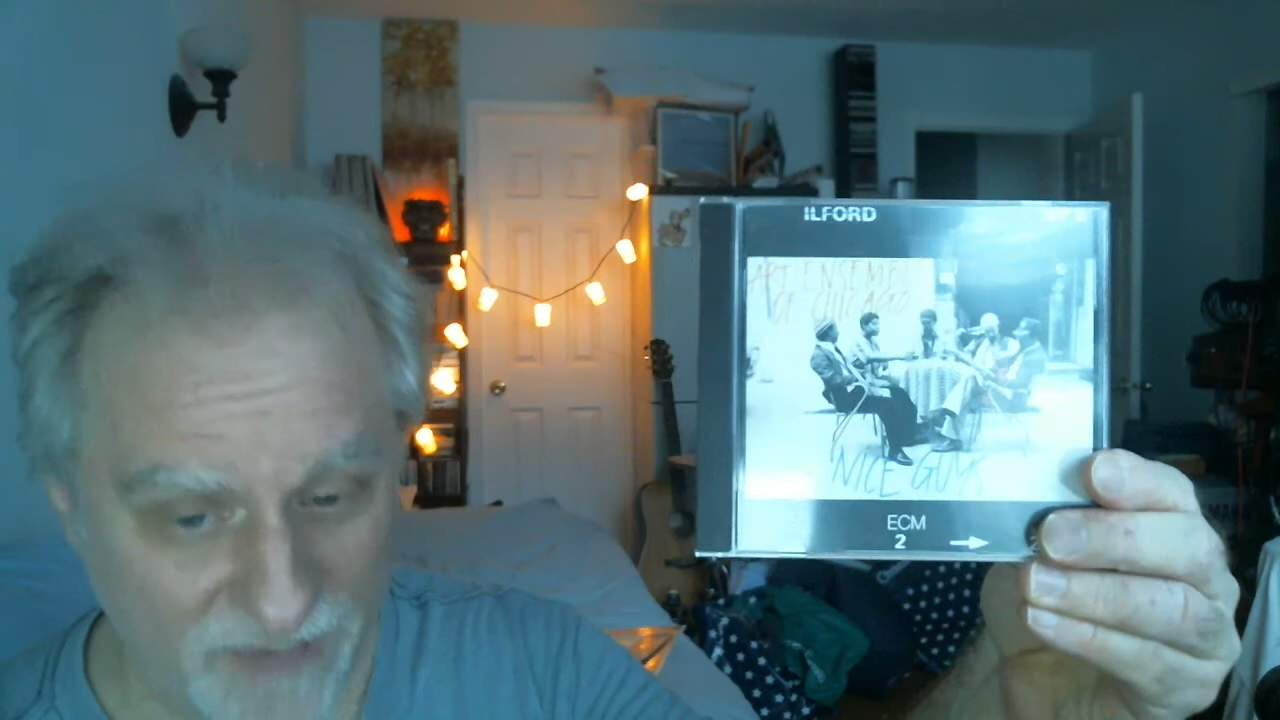 ILFORD
ART ENSEMBLE
OF CHICAGO
NICE GUYS
ECM
2